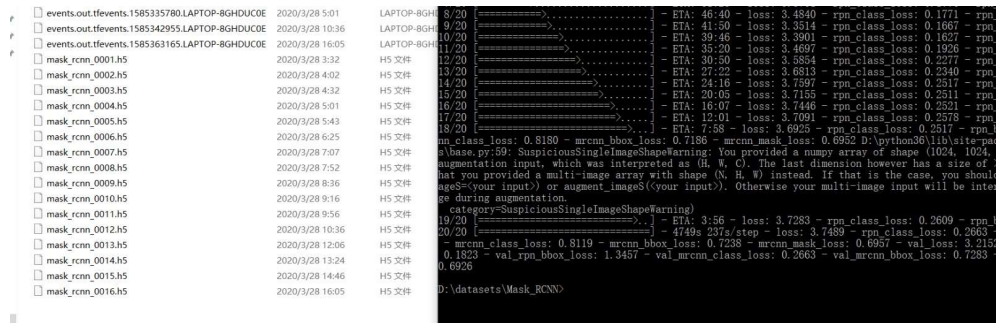 events.out.tfevents.1585335780.LAPTOP-8GHDUC0E 2020/3/28 5:01 LAPTOP-8GH
events.out.tfevents.1585342955.LAPTOP-8GHDUC0E 2020/3/28 10:36 LAPTOP-8GH
events.out.tfevents.1585363165.LAPTOP-8GHDUC0E 2020/3/28 16:05 LAPTOP-8GH
mask_rcnn_0001.h5 2020/3/28 3:32 H5 文件
mask_rcnn_0002.h5 2020/3/28 4:02 H5 文件
mask_rcnn_0003.h5 2020/3/28 4:32 H5 文件
mask_rcnn_0004.h5 2020/3/28 5:01 H5 文件
mask_rcnn_0005.h5 2020/3/28 5:43 H5 文件
mask_rcnn_0006.h5 2020/3/28 6:25 H5 文件
mask_rcnn_0007.h5 2020/3/28 7:07 H5 文件
mask_rcnn_0008.h5 2020/3/28 7:52 H5 文件
mask_rcnn_0009.h5 2020/3/28 8:36 H5 文件
mask_rcnn_0010.h5 2020/3/28 9:16 H5 文件
mask_rcnn_0011.h5 2020/3/28 9:56 H5 文件
mask_rcnn_0012.h5 2020/3/28 10:36 H5 文件
mask_rcnn_0013.h5 2020/3/28 12:06 H5 文件
mask_rcnn_0014.h5 2020/3/28 13:24 H5 文件
mask_rcnn_0015.h5 2020/3/28 14:46 H5 文件
mask_rcnn_0016.h5 2020/3/28 16:05 H5 文件
8/20 [==========>..................] - ETA: 46:40 - loss: 3.4840 - rpn_class_loss: 0.1771 - rpn_
9/20 [============>................] - ETA: 41:50 - loss: 3.3514 - rpn_class_loss: 0.1667 - rpn_
10/20 [=============>...............] - ETA: 39:46 - loss: 3.3901 - rpn_class_loss: 0.1627 - rpn_
11/20 [===============>.............] - ETA: 35:20 - loss: 3.4697 - rpn_class_loss: 0.1926 - rpn_
12/20 [================>............] - ETA: 30:50 - loss: 3.5854 - rpn_class_loss: 0.2277 - rpn_
13/20 [==================>..........] - ETA: 27:22 - loss: 3.6813 - rpn_class_loss: 0.2340 - rpn_
14/20 [===================>.........] - ETA: 24:16 - loss: 3.7597 - rpn_class_loss: 0.2517 - rpn_
15/20 [=====================>.......] - ETA: 20:05 - loss: 3.7155 - rpn_class_loss: 0.2511 - rpn_
16/20 [=======================>.....] - ETA: 16:07 - loss: 3.7446 - rpn_class_loss: 0.2521 - rpn_
17/20 [========================>....] - ETA: 12:01 - loss: 3.7091 - rpn_class_loss: 0.2578 - rpn_
18/20 [==========================>..] - ETA: 7:58 - loss: 3.6925 - rpn_class_loss: 0.2517 - rpn_b
nn_class_loss: 0.8180 - mrcnn_bbox_loss: 0.7186 - mrcnn_mask_loss: 0.6952 D:\python36\lib\site-pac
s\base.py:59: SuspiciousSingleImageShapeWarning: You provided a numpy array of shape (1024, 1024,
augmentation input, which was interpreted as (H, W, C). The last dimension however has a size of
hat you provided a multi-image array with shape (N, H, W) instead. If that is the case, you should
ageS=<your input>) or augment_imageS(<your input>). Otherwise your multi-image input will be inter
ge during augmentation.
category=SuspiciousSingleImageShapeWarning)
19/20 [===========================>..] - ETA: 3:56 - loss: 3.7283 - rpn_class_loss: 0.2609 - rpn_b
20/20 [==============================] - 4749s 237s/step - loss: 3.7489 - rpn_class_loss: 0.2663 -
- mrcnn_class_loss: 0.8119 - mrcnn_bbox_loss: 0.7238 - mrcnn_mask_loss: 0.6957 - val_loss: 3.2152
0.1823 - val_rpn_bbox_loss: 1.3457 - val_mrcnn_class_loss: 0.2663 - val_mrcnn_bbox_loss: 0.7283 -
0.6926
D:\datasets\Mask_RCNN>